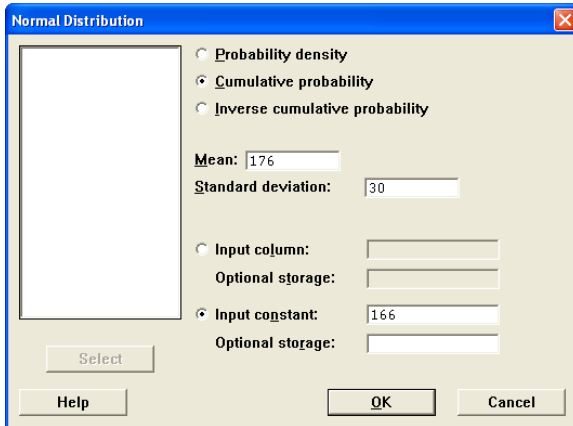 Normal Distribution
Probability density
Cumulative probability
Inverse cumulative probability
Mean: 176
Standard deviation: 30
Input column:
Optional storage:
Input constant: 166
Optional storage:
Select
Help OK Cancel